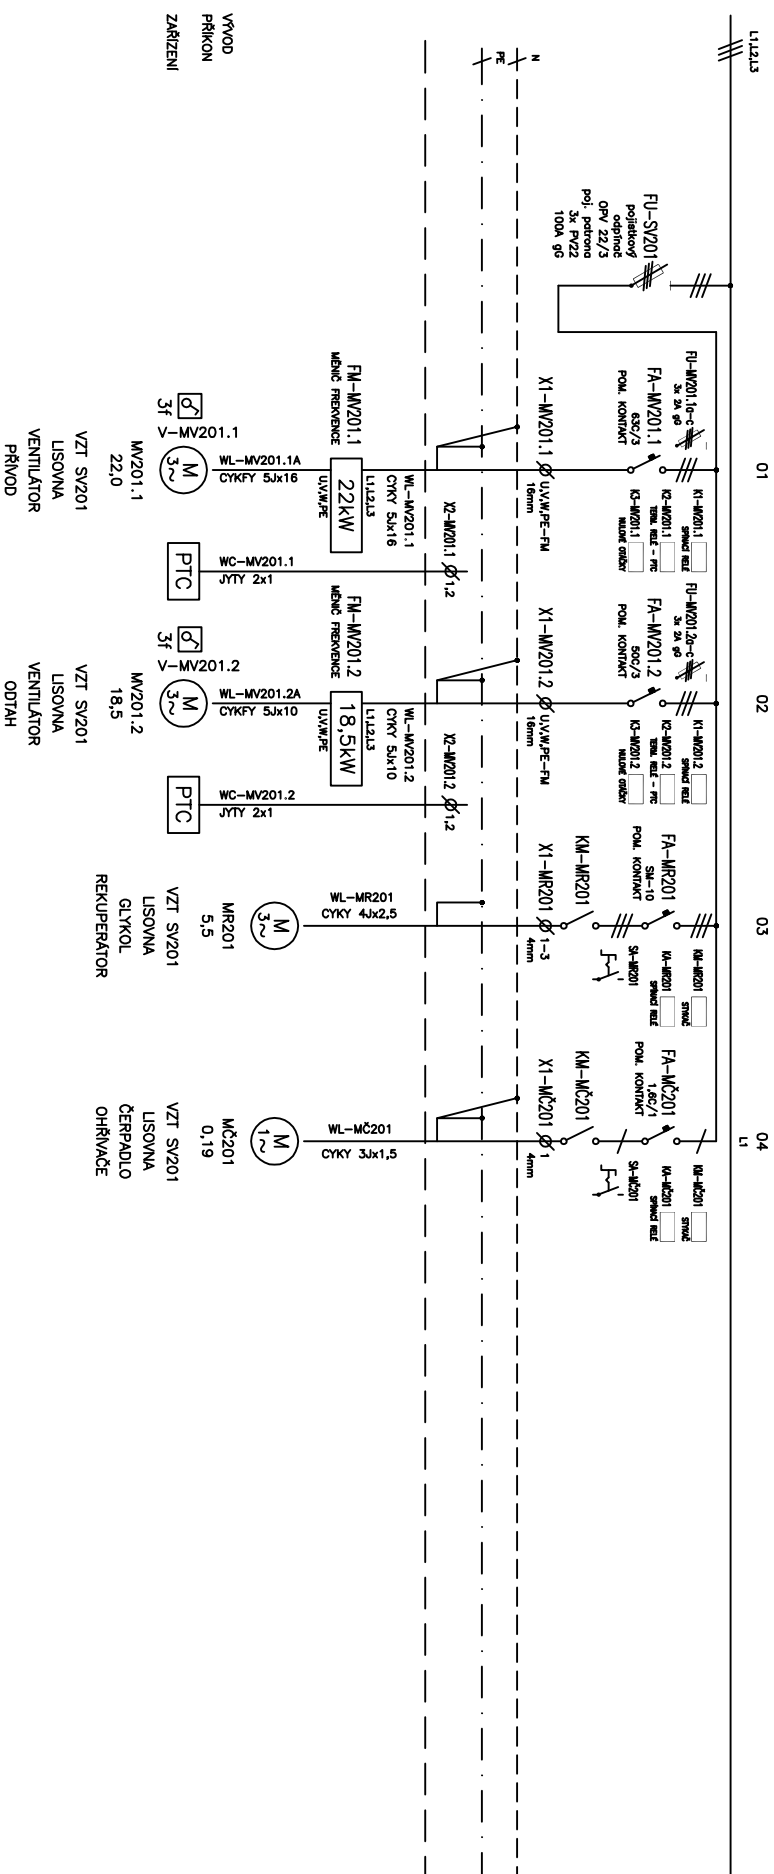 L1,L2,L3
N
PE
VÝVOD
PŘÍKON
ZAŘÍZENÍ
FU-SV201
pojistkový
odpínač
OPV 22/3
poj. patrona
3x PV22
100A gG
01
FU-MV201.1a-c
3x 2A gG
FA-MV201.1
63C/3
POM. KONTAKT
K1-MV201.1
SPÍNACÍ RELÉ
K2-MV201.1
TERM. RELÉ - PTC
K3-MV201.1
NULOVÉ OTÁČKY
X1-MV201.1
U,V,W,PE-FM
16mm
X2-MV201.1
1,2
WL-MV201.1
CYKY 5Jx16
L1,L2,L3
FM-MV201.1
MĚNIČ FREKVENCE
22kW
U,V,W,PE
WL-MV201.1A
CYKFY 5Jx16
WC-MV201.1
JYTY 2x1
V-MV201.1
3f
M
3~
PTC
MV201.1
22,0
VZT SV201
LISOVNA
VENTILÁTOR
PŘÍVOD
02
FU-MV201.2a-c
3x 2A gG
FA-MV201.2
50C/3
POM. KONTAKT
K1-MV201.2
SPÍNACÍ RELÉ
K2-MV201.2
TERM. RELÉ - PTC
K3-MV201.2
NULOVÉ OTÁČKY
X1-MV201.2
U,V,W,PE-FM
16mm
X2-MV201.2
1,2
WL-MV201.2
CYKY 5Jx10
L1,L2,L3
FM-MV201.2
MĚNIČ FREKVENCE
18,5kW
U,V,W,PE
WL-MV201.2A
CYKFY 5Jx10
WC-MV201.2
JYTY 2x1
V-MV201.2
3f
M
3~
PTC
MV201.2
18,5
VZT SV201
LISOVNA
VENTILÁTOR
ODTAH
03
FA-MR201
SM-10
POM. KONTAKT
KM-MR201
STYKAČ
KA-MR201
SPÍNACÍ RELÉ
SA-MR201
KM-MR201
X1-MR201
1-3
4mm
WL-MR201
CYKY 4Jx2,5
M
3~
MR201
5,5
VZT SV201
LISOVNA
GLYKOL
REKUPERÁTOR
04
L1
FA-MČ201
1,6C/1
POM. KONTAKT
KM-MČ201
STYKAČ
KA-MČ201
SPÍNACÍ RELÉ
SA-MČ201
KM-MČ201
X1-MČ201
1
4mm
WL-MČ201
CYKY 3Jx1,5
M
1~
MČ201
0,19
VZT SV201
LISOVNA
ČERPADLO
OHŘÍVAČE